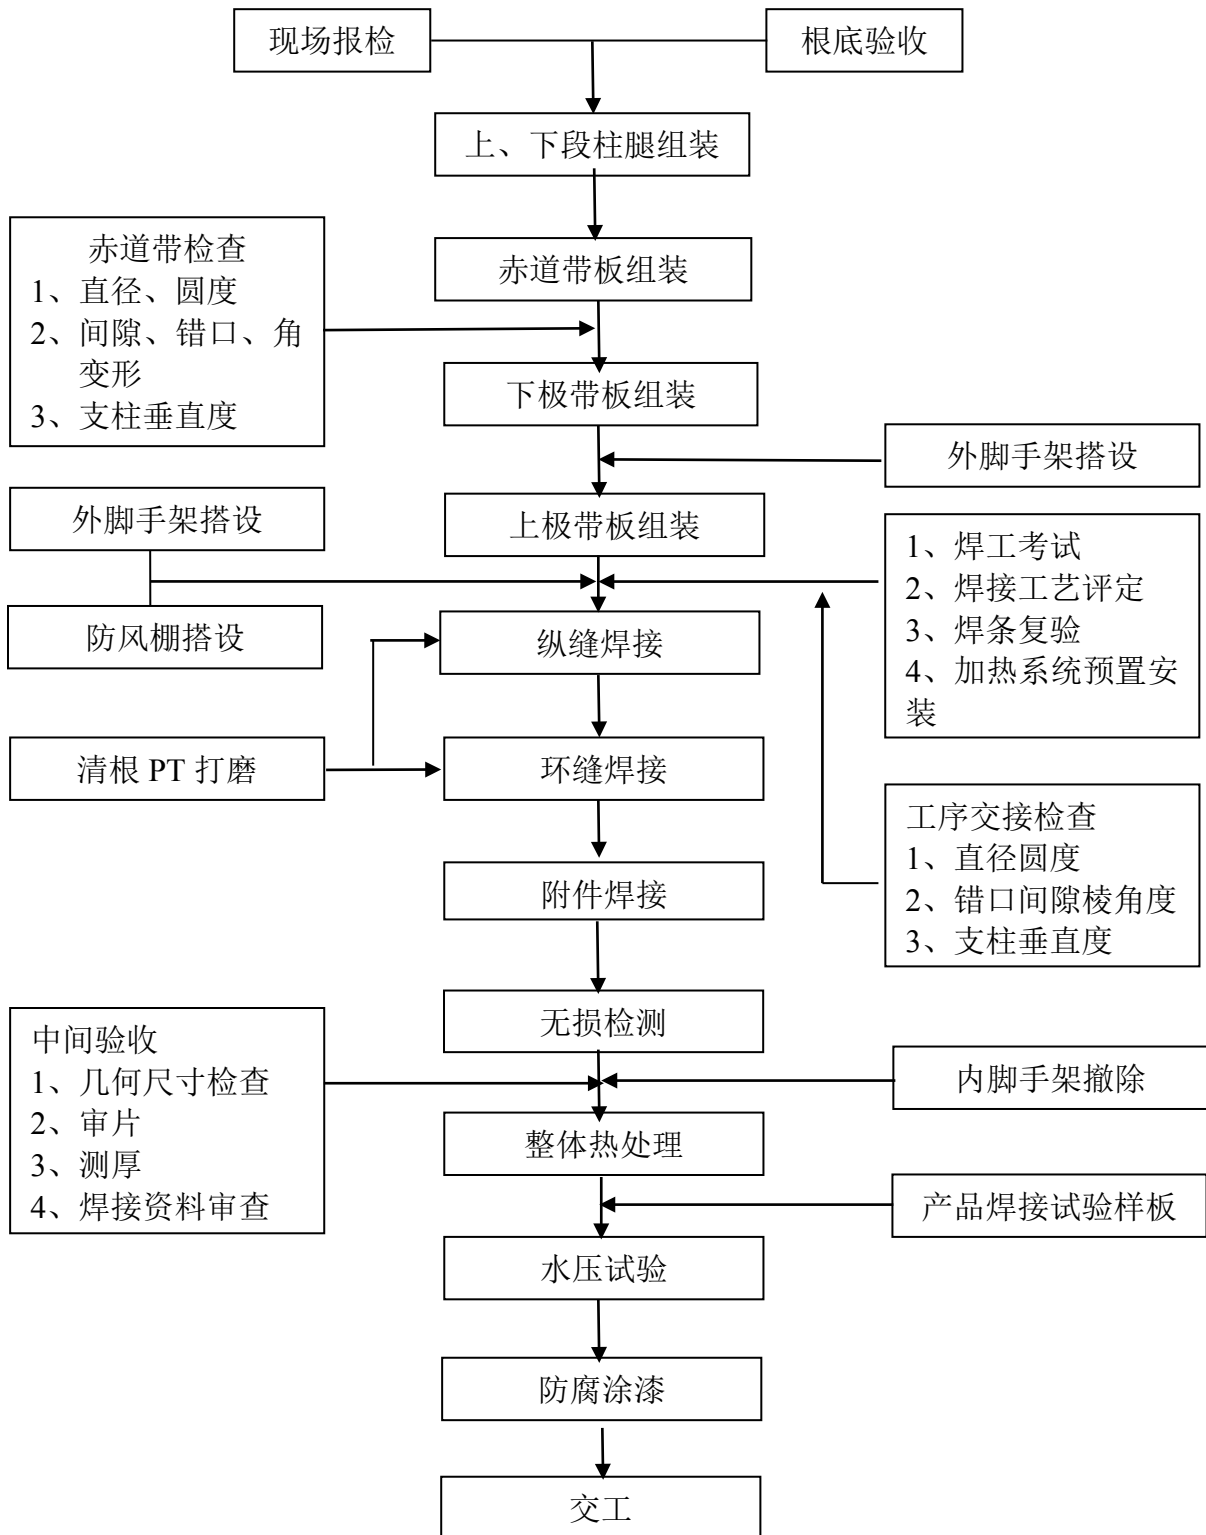 现场报检
根底验收
上、下段柱腿组装
赤道带检查
1、直径、圆度
2、间隙、错口、角
变形
3、支柱垂直度
赤道带板组装
下极带板组装
外脚手架搭设
外脚手架搭设
上极带板组装
1、焊工考试
2、焊接工艺评定
3、焊条复验
4、加热系统预置安
装
防风棚搭设
纵缝焊接
清根 PT 打磨
环缝焊接
工序交接检查
1、直径圆度
2、错口间隙棱角度
3、支柱垂直度
附件焊接
无损检测
中间验收
1、几何尺寸检查
2、审片
3、测厚
4、焊接资料审查
内脚手架撤除
整体热处理
产品焊接试验样板
水压试验
防腐涂漆
交工